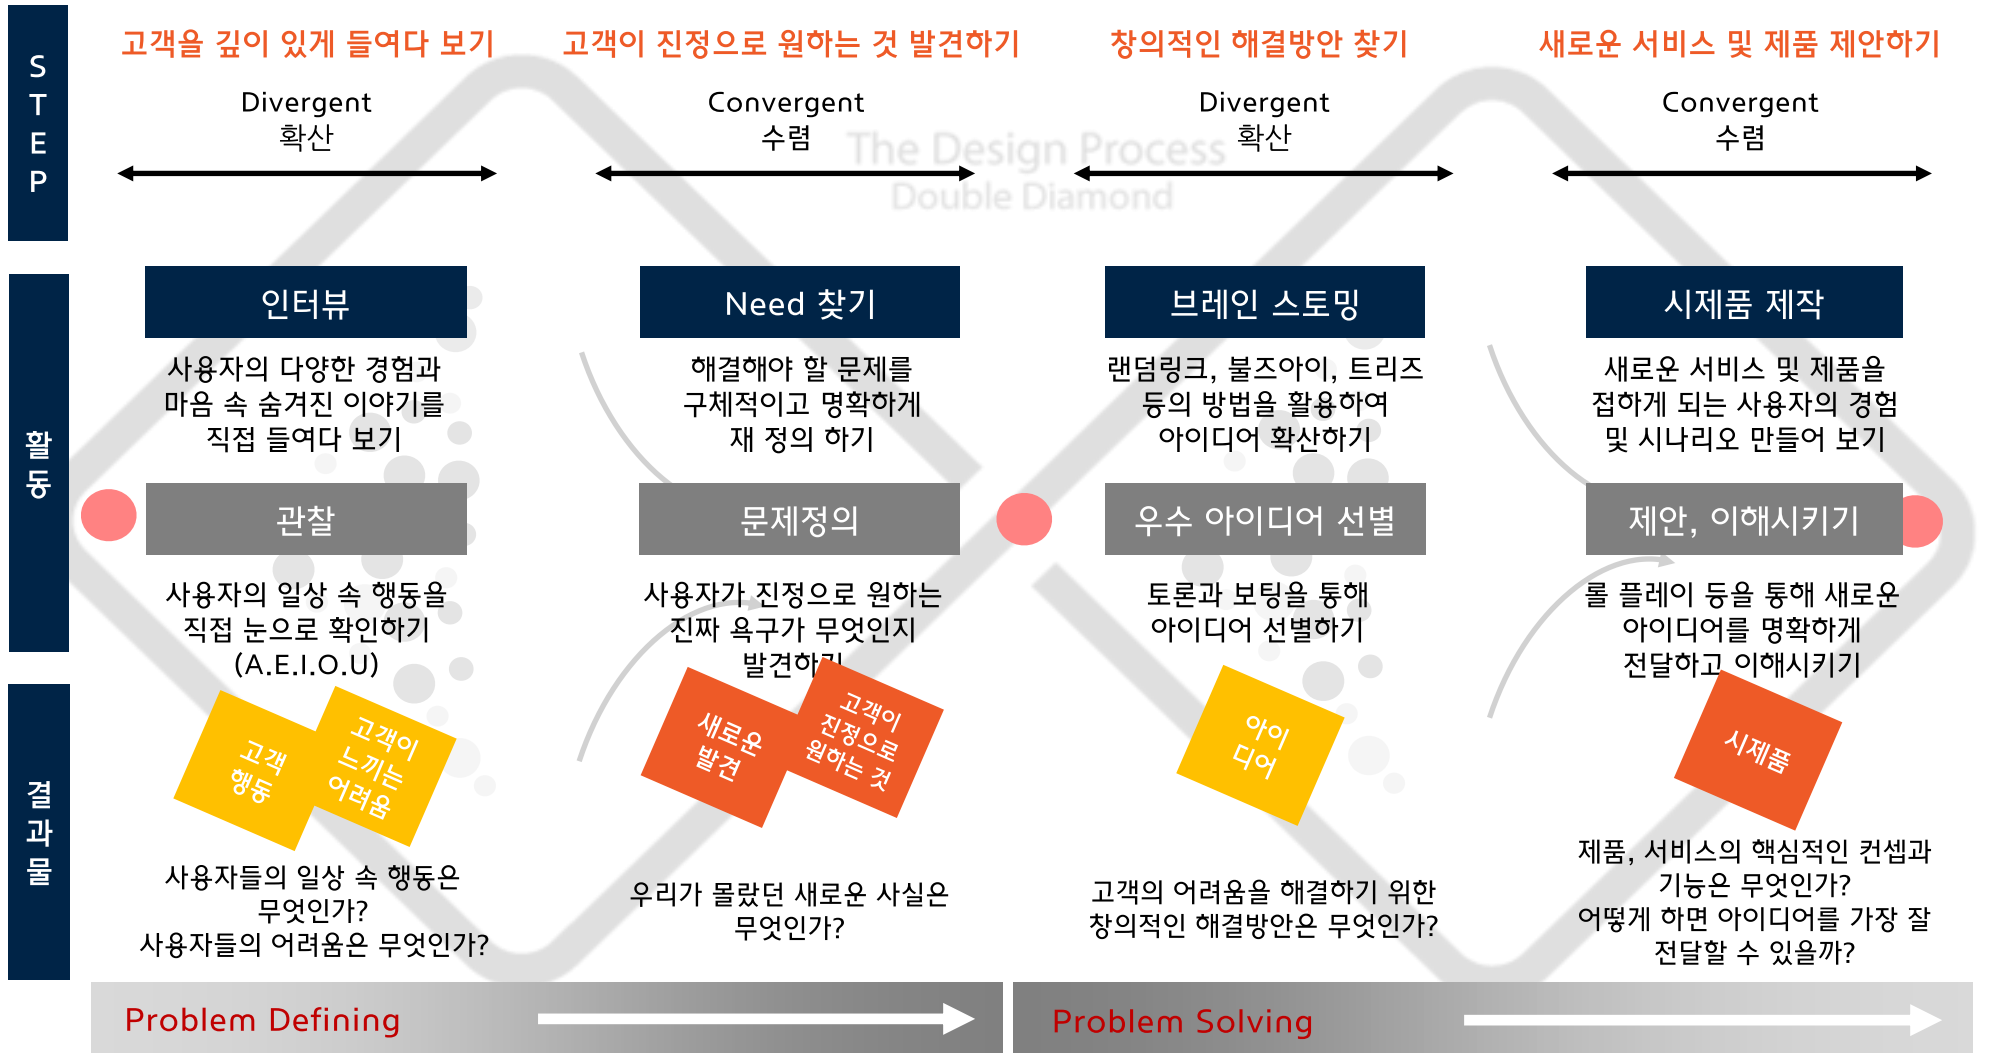 S
T
E
P
고객을 깊이 있게 들여다 보기
Divergent
확산
고객이 진정으로 원하는 것 발견하기
Convergent
수렴
창의적인 해결방안 찾기
Divergent
확산
새로운 서비스 및 제품 제안하기
Convergent
수렴
The Design Process
Double Diamond
활
동
인터뷰
사용자의 다양한 경험과
마음 속 숨겨진 이야기를
직접 들여다 보기
관찰
사용자의 일상 속 행동을
직접 눈으로 확인하기
(A.E.I.O.U)
Need 찾기
해결해야 할 문제를
구체적이고 명확하게
재 정의 하기
문제정의
사용자가 진정으로 원하는
진짜 욕구가 무엇인지
발견하기
브레인 스토밍
랜덤링크, 불즈아이, 트리즈
등의 방법을 활용하여
아이디어 확산하기
우수 아이디어 선별
토론과 보팅을 통해
아이디어 선별하기
시제품 제작
새로운 서비스 및 제품을
접하게 되는 사용자의 경험
및 시나리오 만들어 보기
제안, 이해시키기
롤 플레이 등을 통해 새로운
아이디어를 명확하게
전달하고 이해시키기
결
과
물
고객
행동
고객이
느끼는
어려움
사용자들의 일상 속 행동은
무엇인가?
사용자들의 어려움은 무엇인가?
새로운
발견
고객이
진정으로
원하는 것
우리가 몰랐던 새로운 사실은
무엇인가?
아이
디어
고객의 어려움을 해결하기 위한
창의적인 해결방안은 무엇인가?
시제품
제품, 서비스의 핵심적인 컨셉과
기능은 무엇인가?
어떻게 하면 아이디어를 가장 잘
전달할 수 있을까?
Problem Defining
Problem Solving